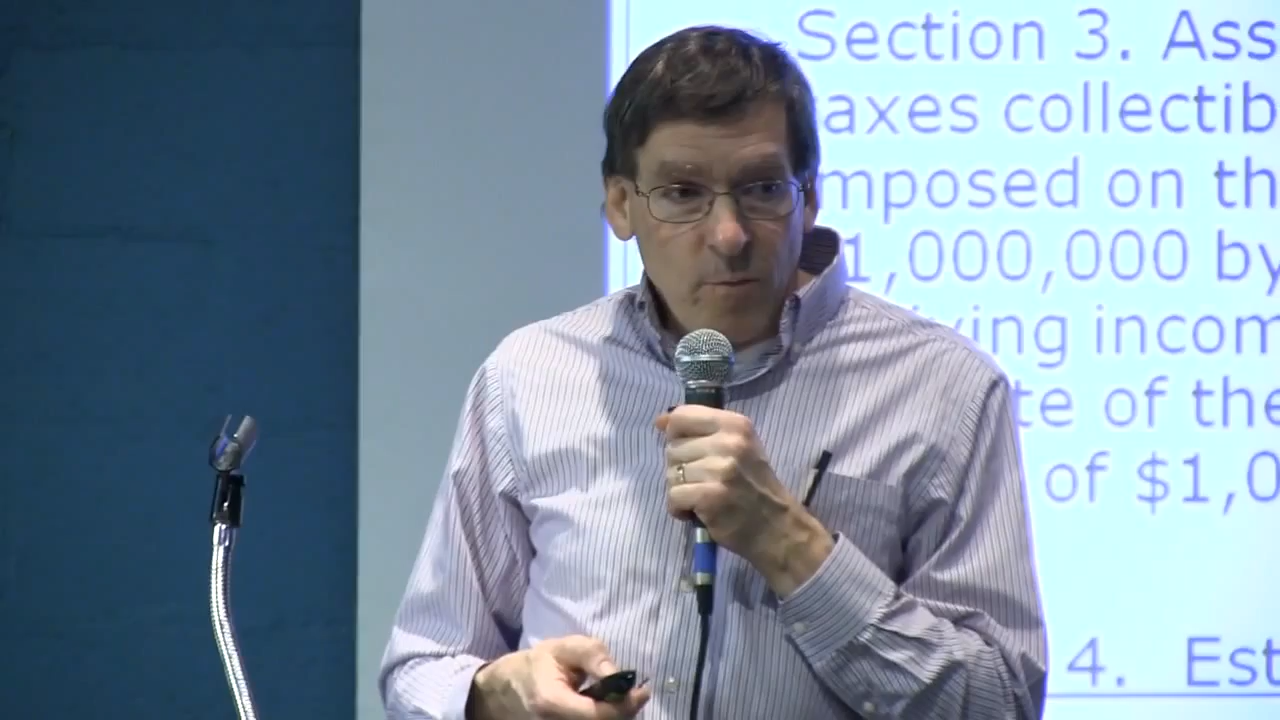 Section 3. Ass
axes collectib
mposed on th
1,000,000 by
ving incom
te of the
of $1,0
4. Est